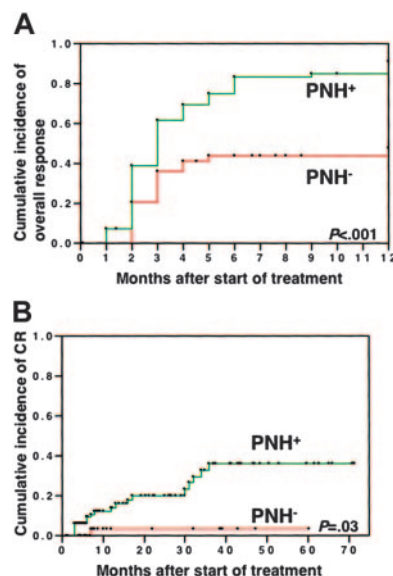 A
Cumulative incidence of
overall response
1.0
0.8
0.6
0.4
0.2
0.0
PNH+
PNH-
P<.001
0 1 2 3 4 5 6 7 8 9 10 11 12
Months after start of treatment
B
Cumulative incidence of CR
1.0
0.8
0.6
0.4
0.2
0.0
PNH+
PNH-
P=.03
0 10 20 30 40 50 60 70
Months after start of treatment